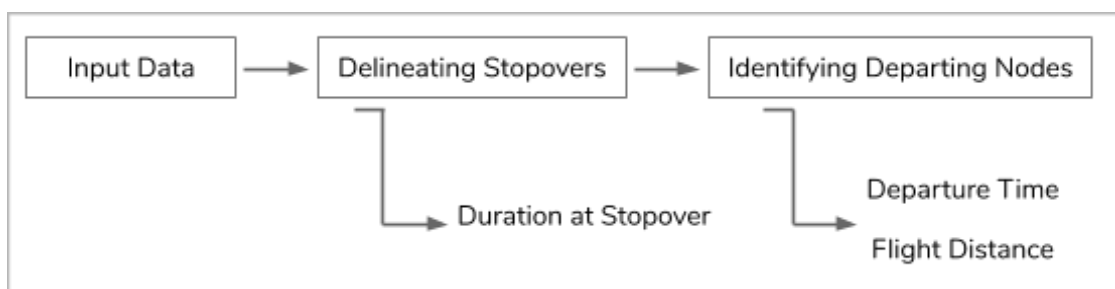 Input Data
Delineating Stopovers
Identifying Departing Nodes
Duration at Stopover
Departure Time
Flight Distance